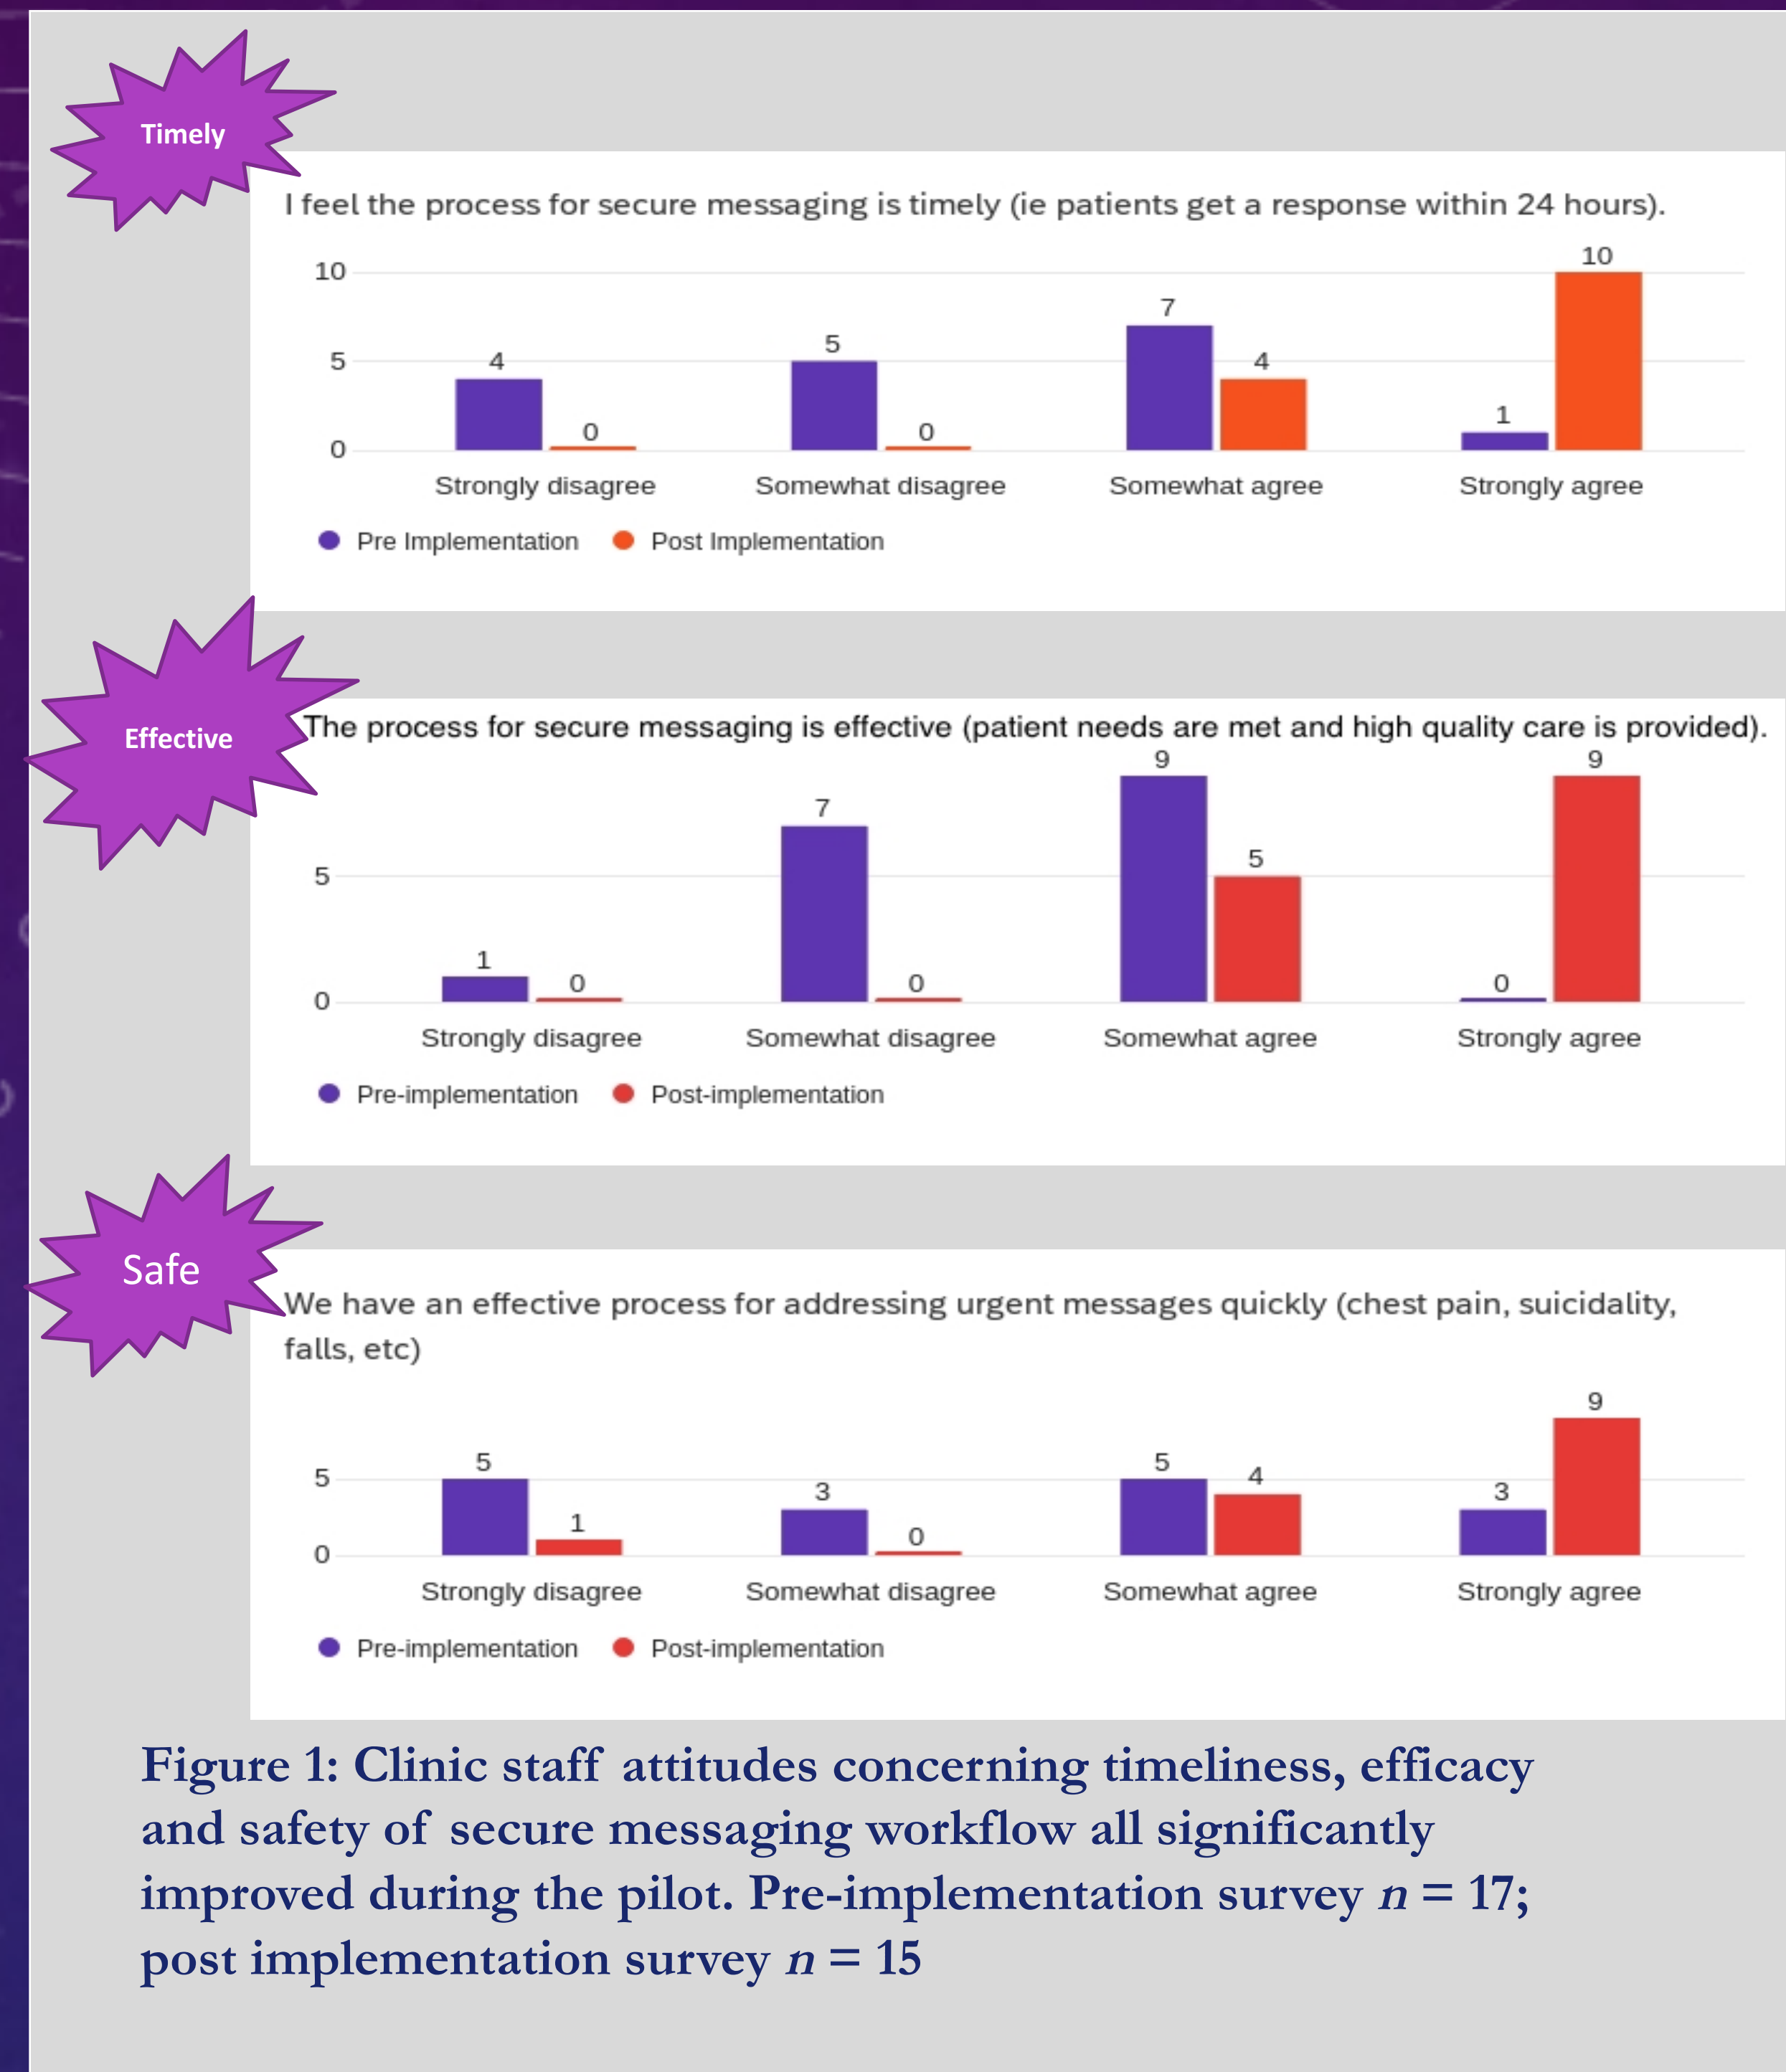 Timely
I feel the process for secure messaging is timely (ie patients get a response within 24 hours).
10
5
0
4
0
5
0
7
4
1
10
Strongly disagree
Somewhat disagree
Somewhat agree
Strongly agree
Pre Implementation
Post Implementation
Effective
The process for secure messaging is effective (patient needs are met and high quality care is provided).
5
0
1
0
7
0
9
5
0
9
Strongly disagree
Somewhat disagree
Somewhat agree
Strongly agree
Pre-implementation
Post-implementation
Safe
We have an effective process for addressing urgent messages quickly (chest pain, suicidality,
falls, etc)
5
0
5
1
3
0
5
4
3
9
Strongly disagree
Somewhat disagree
Somewhat agree
Strongly agree
Pre-implementation
Post-implementation
Figure 1: Clinic staff attitudes concerning timeliness, efficacy
and safety of secure messaging workflow all significantly
improved during the pilot. Pre-implementation survey n = 17;
post implementation survey n = 15